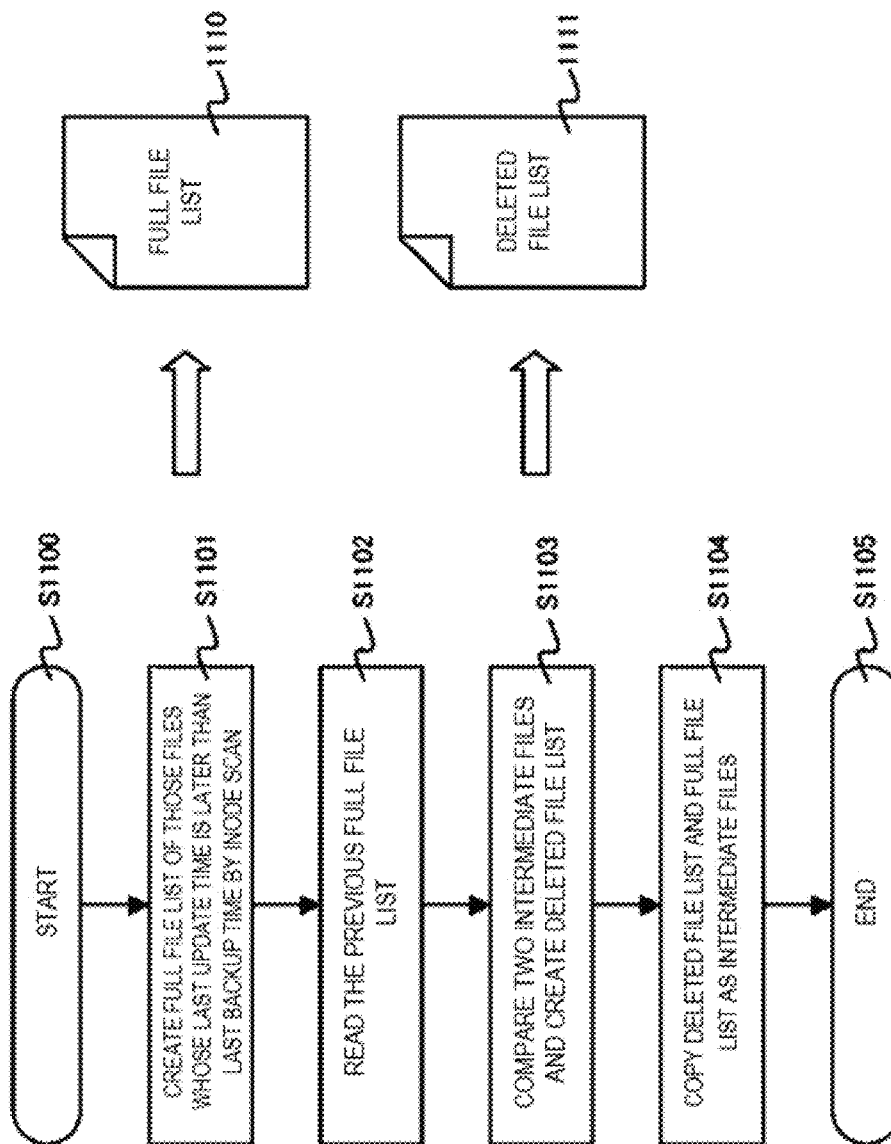 START
S1100
CREATE FULL FILE LIST OF THOSE FILES
WHOSE LAST UPDATE TIME IS LATER THAN
LAST BACKUP TIME BY INODE SCAN
S1101
FULL FILE
LIST
1110
READ THE PREVIOUS FULL FILE
LIST
S1102
COMPARE TWO INTERMEDIATE FILES
AND CREATE DELETED FILE LIST
S1103
DELETED
FILE LIST
1111
COPY DELETED FILE LIST AND FULL FILE
LIST AS INTERMEDIATE FILES
S1104
END
S1105